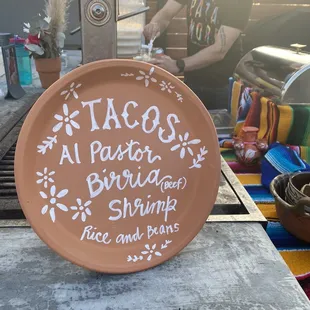 TACOS
Al Pastor
Birria (Beef)
Shrimp
Rice and Beans